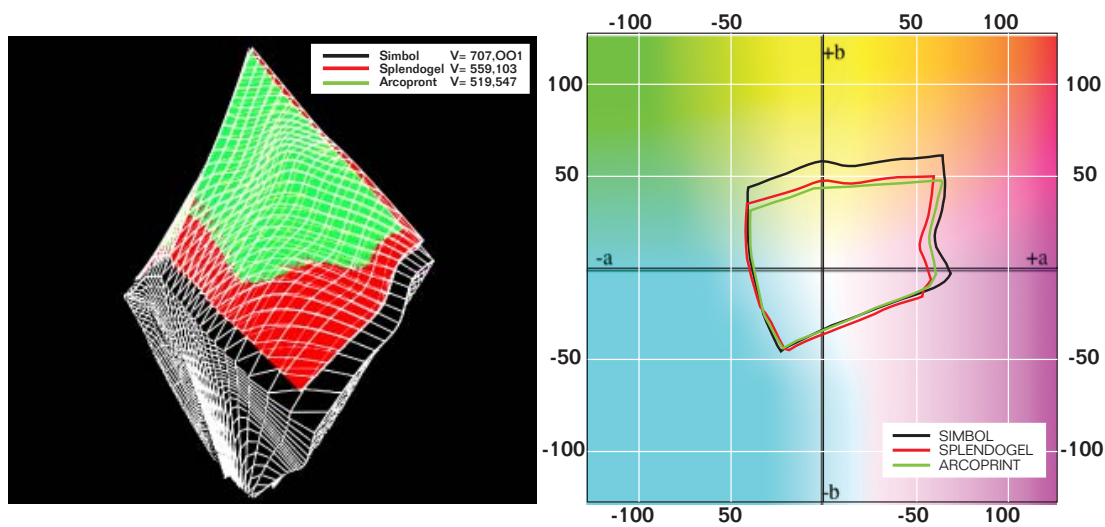 Simbol V= 707,OO1
Splendogel V= 559,103
Arcopront V= 519,547
-100 -50 50 100
+b
100 100
50 50
-a +a
-50 -50
-100 -100
-b
SIMBOL
SPLENDOGEL
ARCOPRINT
-100 50 -50 100